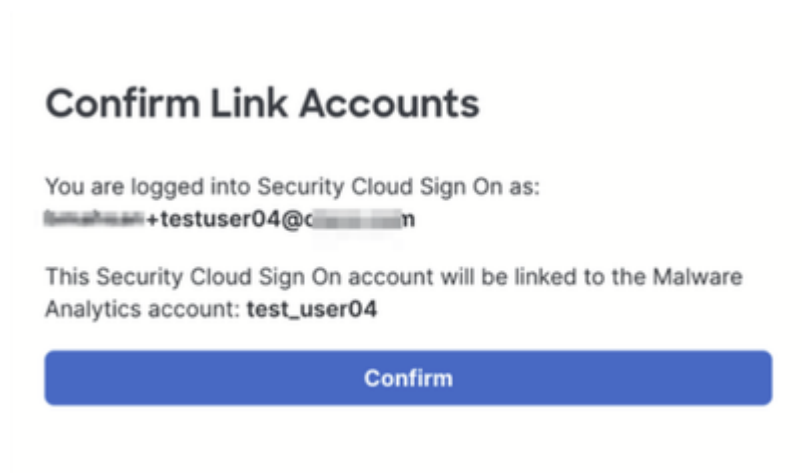 Confirm Link Accounts
You are logged into Security Cloud Sign On as:
+testuser04@
This Security Cloud Sign On account will be linked to the Malware
Analytics account: test_user04
Confirm